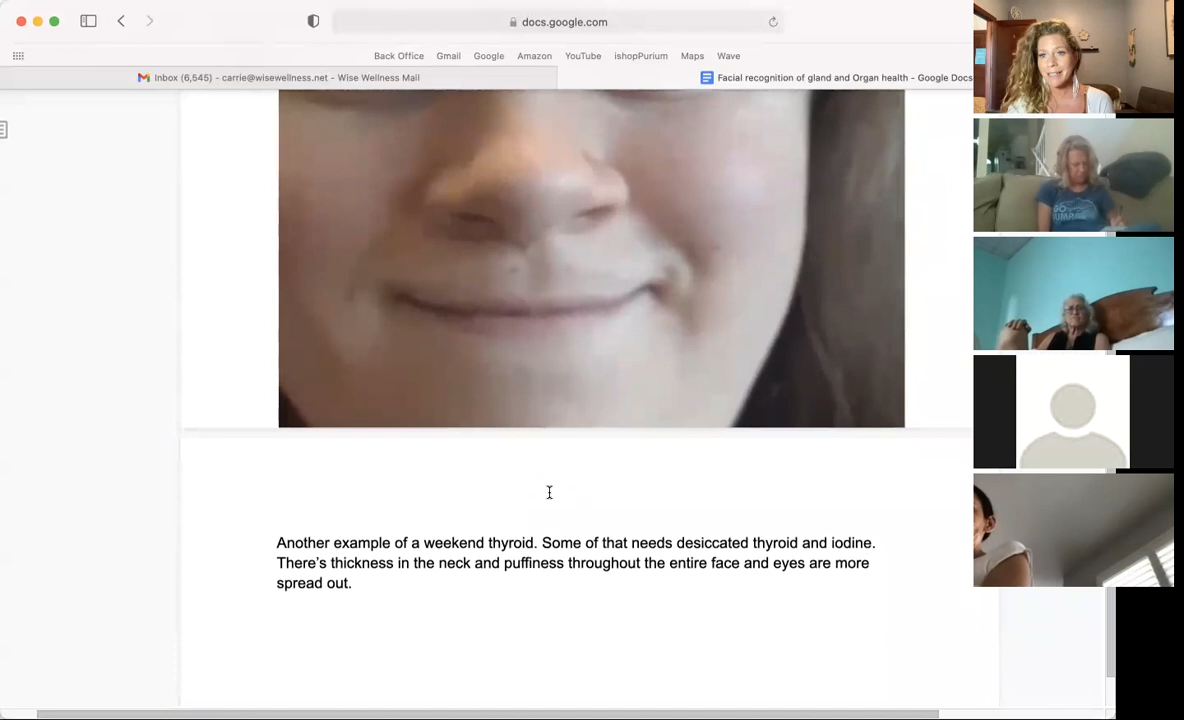 docs.google.com
Back Office Gmail Google Amazon YouTube ishopPurium Maps Wave
Inbox (6,545) - carrie@wisewellness.net - Wise Wellness Mail
Facial recognition of gland and Organ health - Google Docs
Another example of a weekend thyroid. Some of that needs desiccated thyroid and iodine.
There’s thickness in the neck and puffiness throughout the entire face and eyes are more
spread out.
GO